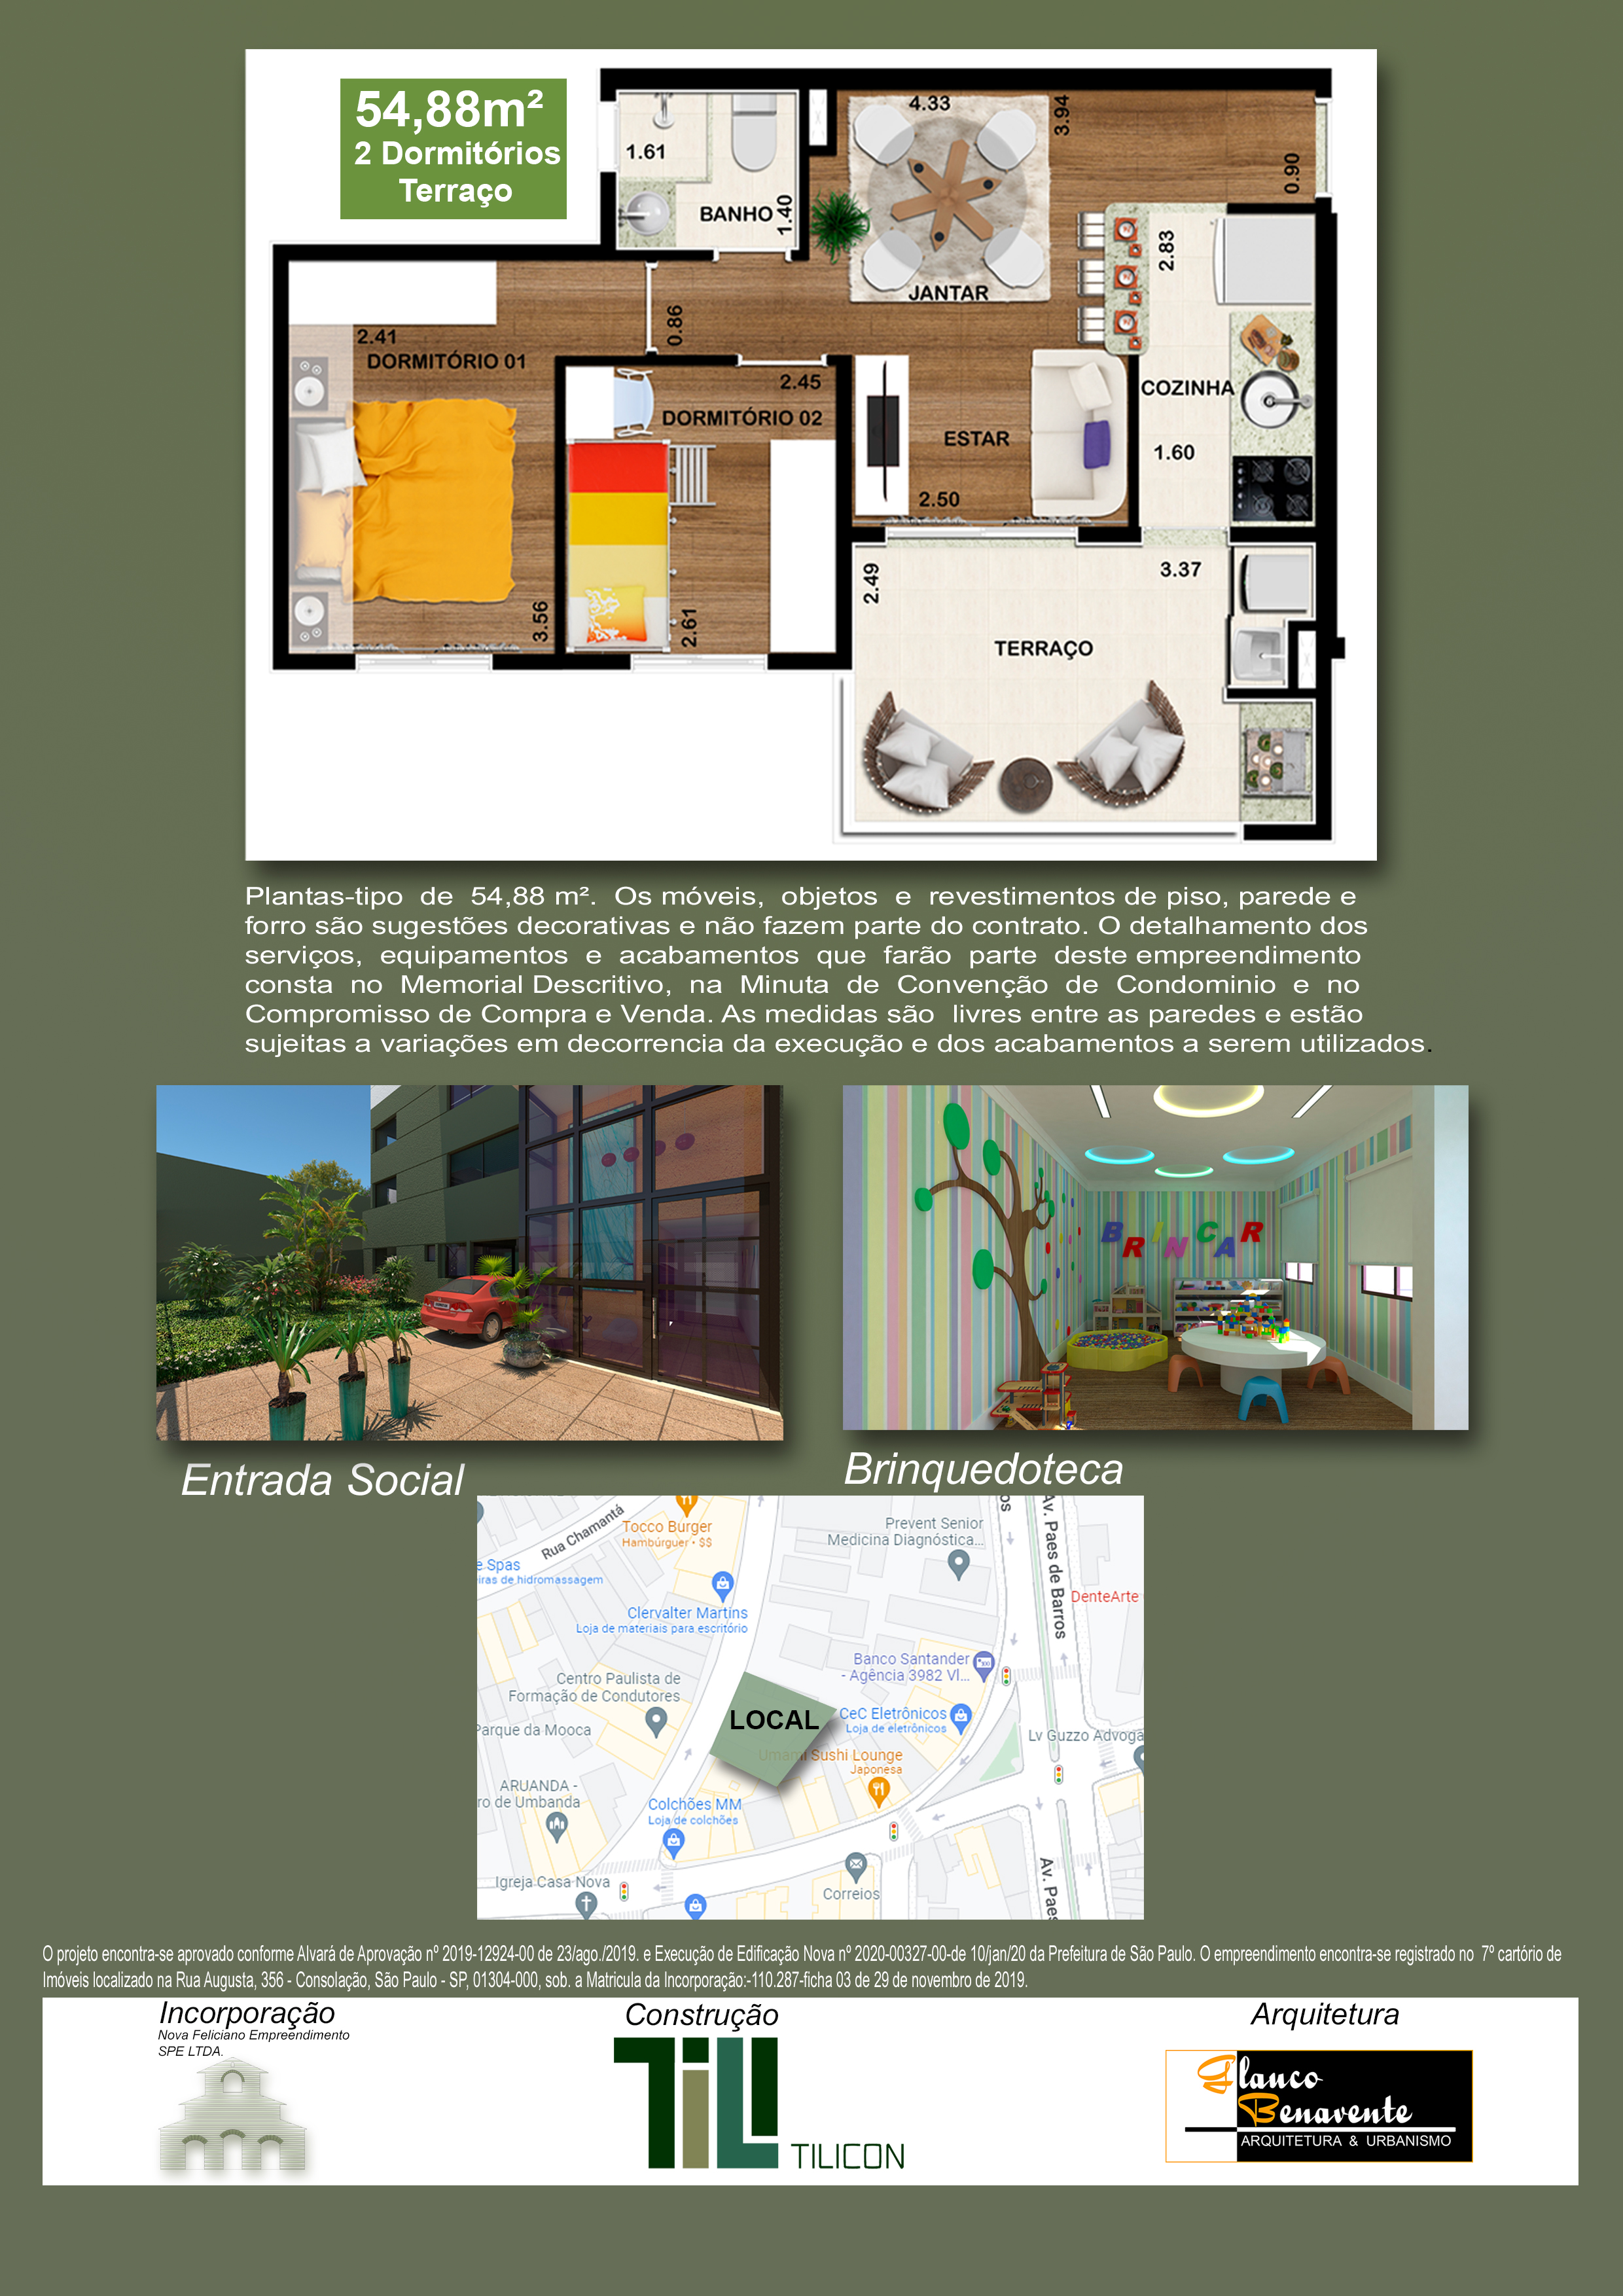 54,88m²
2 Dormitórios
Terraço
4.33
3.94
0.90
1.61
BANHO
1.40
JANTAR
2.83
0.86
2.41
DORMITÓRIO 01
2.45
DORMITÓRIO 02
COZINHA
ESTAR
1.60
2.50
3.56
2.61
2.49
3.37
TERRAÇO
Plantas-tipo de 54,88 m². Os móveis, objetos e revestimentos de piso, parede e
forro são sugestões decorativas e não fazem parte do contrato. O detalhamento dos
serviços, equipamentos e acabamentos que farão parte deste empreendimento
consta no Memorial Descritivo, na Minuta de Convenção de Condominio e no
Compromisso de Compra e Venda. As medidas são livres entre as paredes e estão
sujeitas a variações em decorrencia da execução e dos acabamentos a serem utilizados.
BRINCAR
Entrada Social
Brinquedoteca
Rua Chamantá
Tocco Burger
Hambúrguer • $$
Prevent Senior
Medicina Diagnóstica...
os
Av. Paes de Barros
e Spas
iras de hidromassagem
DenteArte
Clervalter Martins
Loja de materiais para escritório
Banco Santander
- Agência 3982 Vl...
Centro Paulista de
Formação de Condutores
LOCAL
CeC Eletrônicos
Loja de eletrônicos
Parque da Mooca
Lv Guzzo Advoga
Umami Sushi Lounge
Japonesa
ARUANDA -
ro de Umbanda
Colchões MM
Loja de colchões
Igreja Casa Nova
Correios
Av. Paes
O projeto encontra-se aprovado conforme Alvará de Aprovação nº 2019-12924-00 de 23/ago./2019. e Execução de Edificação Nova nº 2020-00327-00-de 10/jan/20 da Prefeitura de São Paulo. O empreendimento encontra-se registrado no 7º cartório de
Imóveis localizado na Rua Augusta, 356 - Consolação, São Paulo - SP, 01304-000, sob. a Matricula da Incorporação:-110.287-ficha 03 de 29 de novembro de 2019.
Incorporação
Nova Feliciano Empreendimento
SPE LTDA.
Construção
TiLI
TILICON
Arquitetura
Glauco
Benavente
ARQUITETURA & URBANISMO